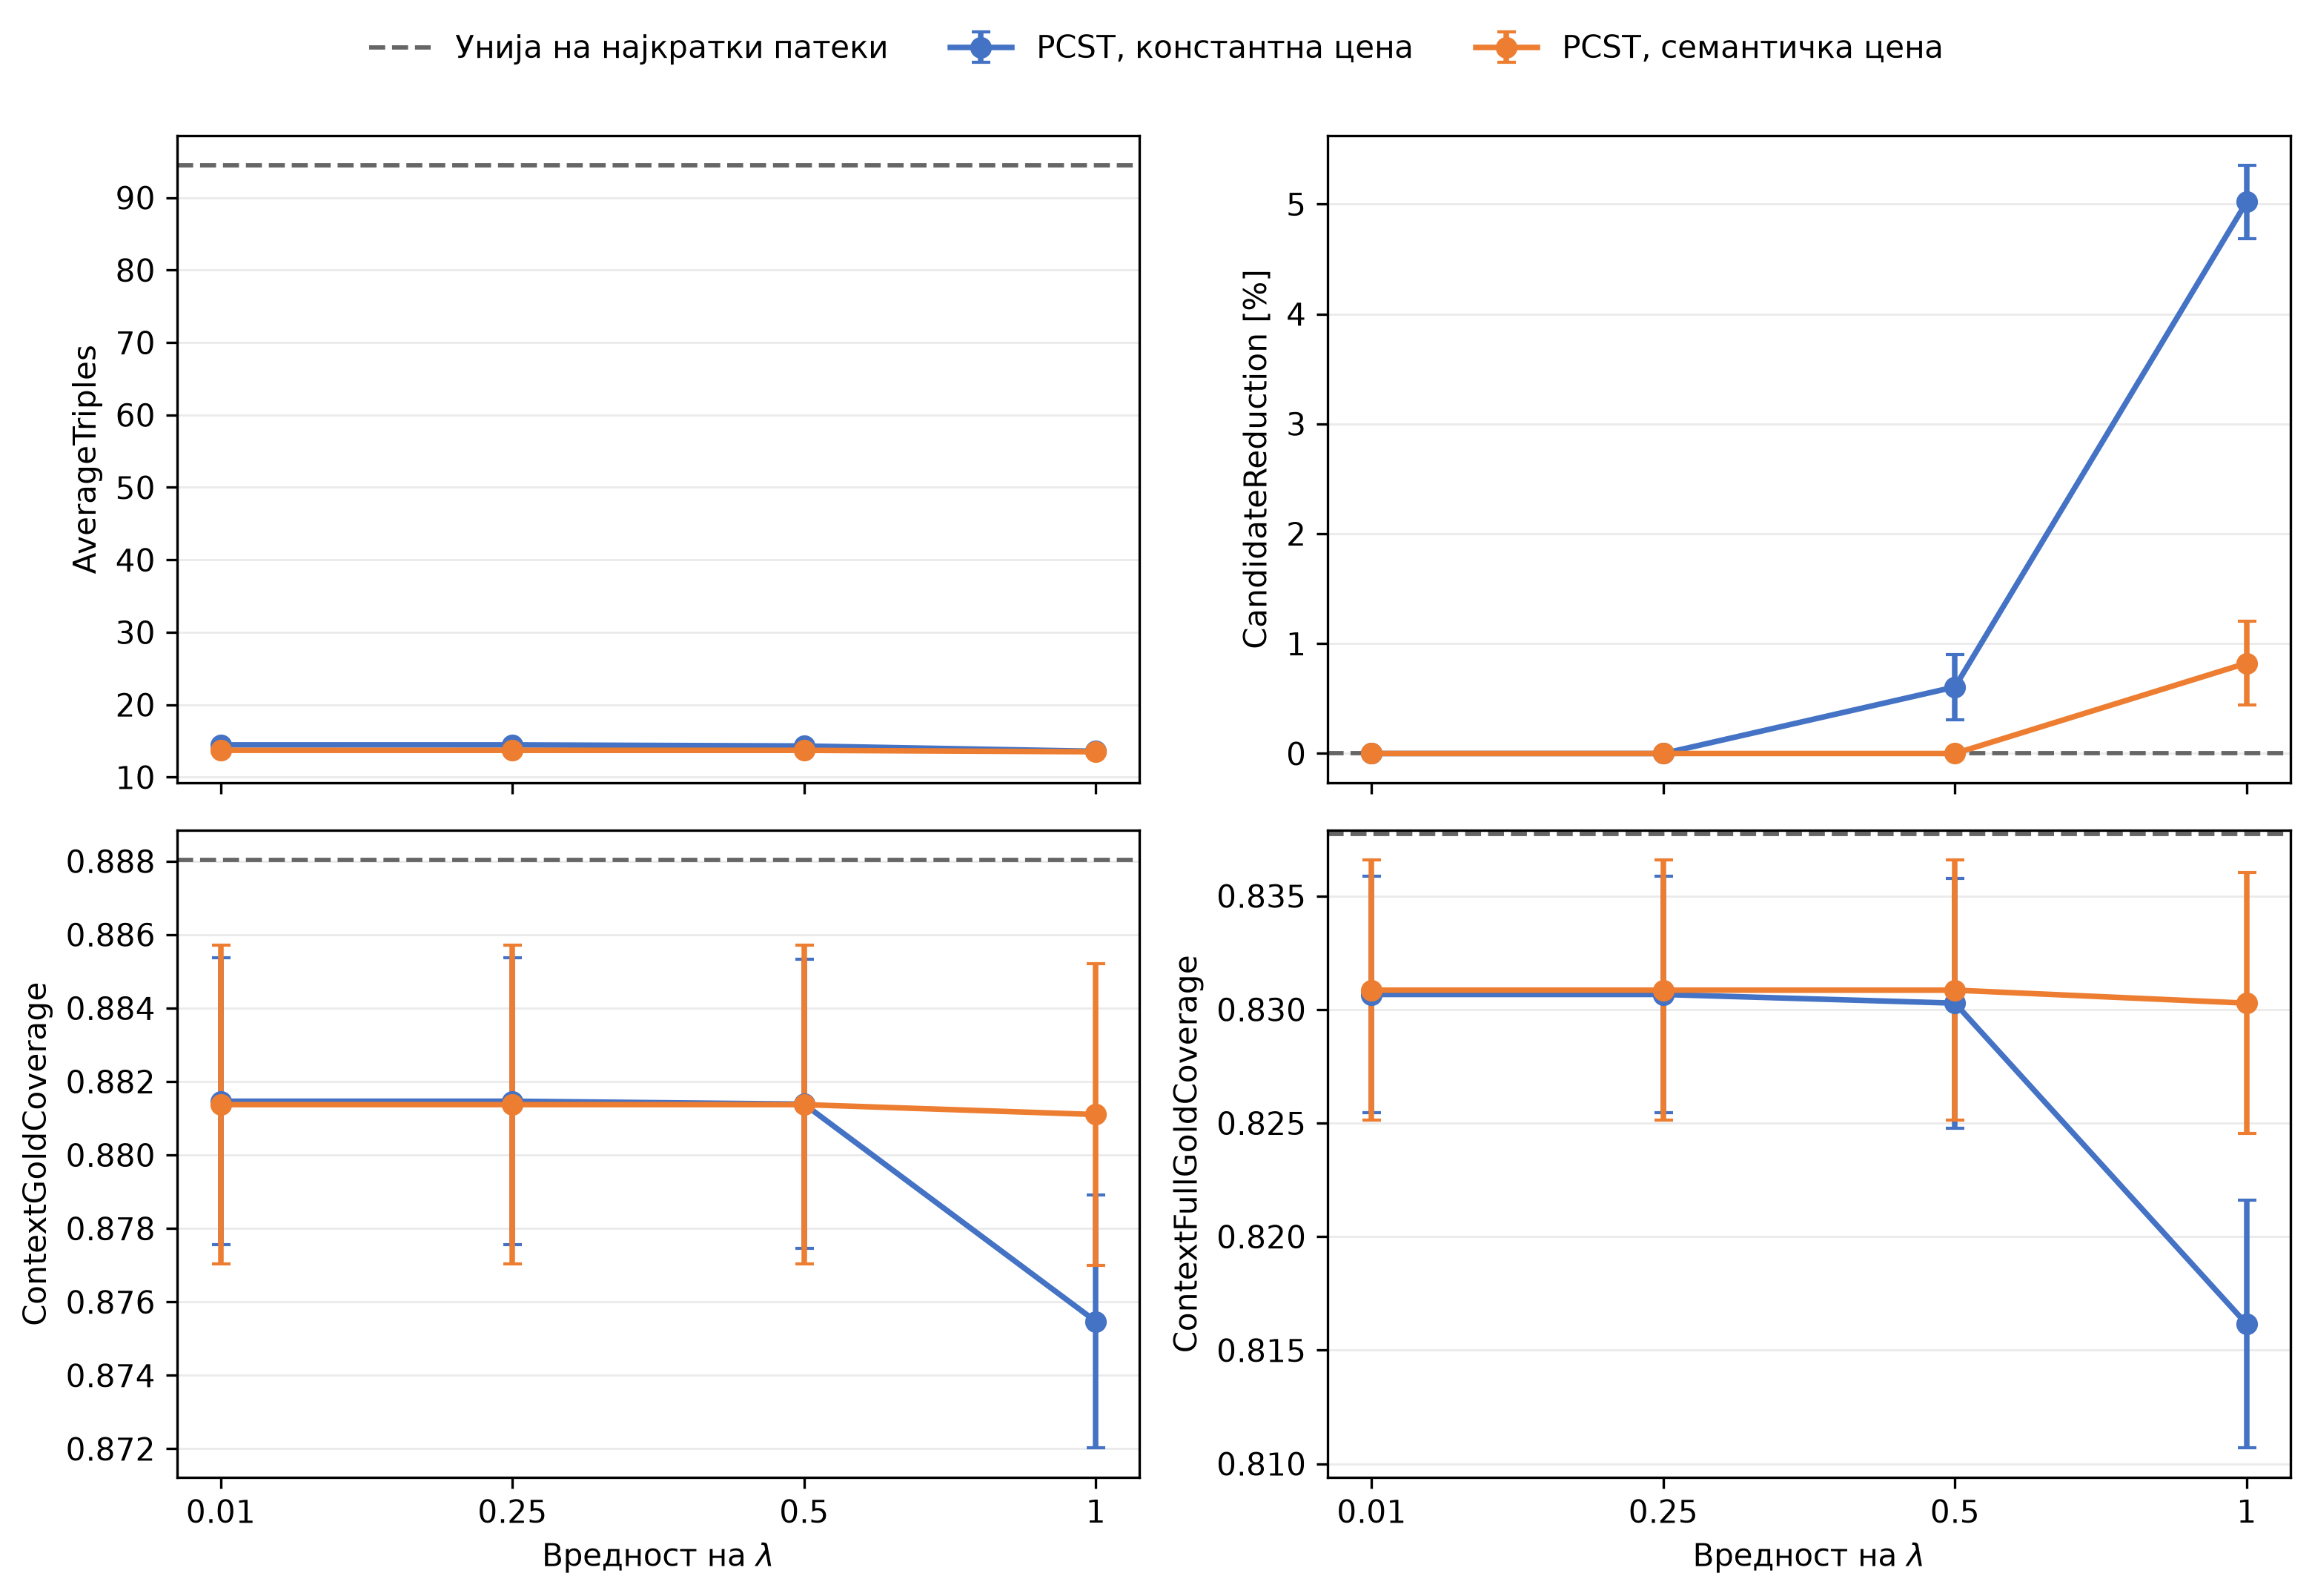 Унија на најкратки патеки
PCST, константна цена
PCST, семантичка цена
AverageTriples
90
80
70
60
50
40
30
20
10
CandidateReduction [%]
5
4
3
2
1
0
ContextGoldCoverage
0.888
0.886
0.884
0.882
0.880
0.878
0.876
0.874
0.872
0.01 0.25 0.5 1
Вредност на λ
ContextFullGoldCoverage
0.835
0.830
0.825
0.820
0.815
0.810
0.01 0.25 0.5 1
Вредност на λ